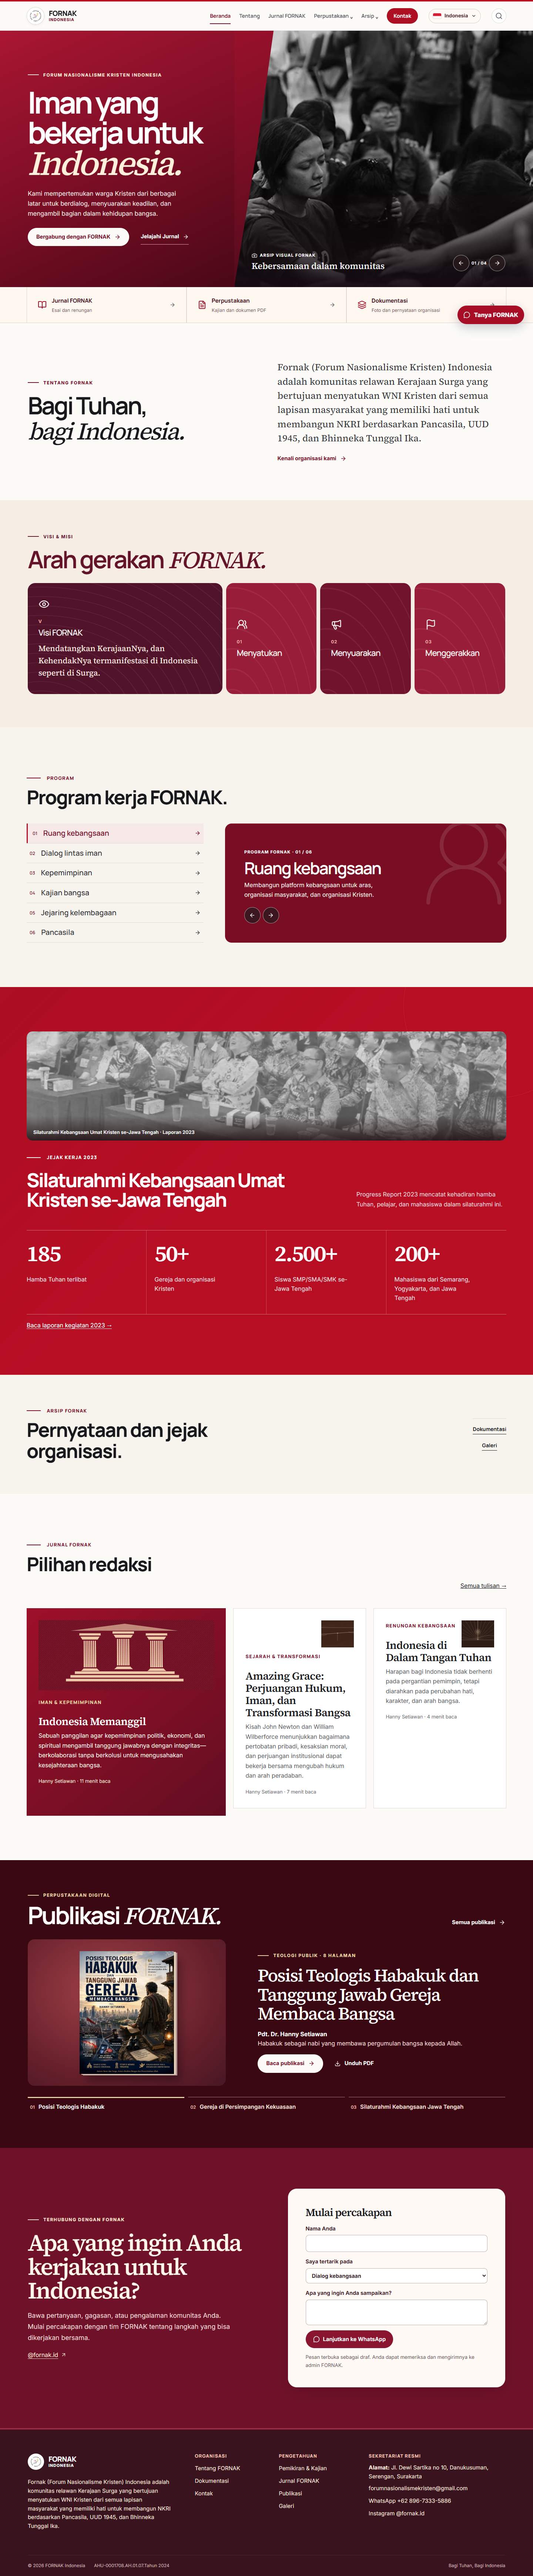 FORNAK
INDONESIA
Beranda
Tentang
Jurnal FORNAK
Perpustakaan
Arsip
Kontak
Indonesia
FORUM NASIONALISME KRISTEN INDONESIA
Iman yang
bekerja untuk
Indonesia.
Kami mempertemukan warga Kristen dari berbagai
latar untuk berdialog, menyuarakan keadilan, dan
mengambil bagian dalam kehidupan bangsa.
Bergabung dengan FORNAK →
Jelajahi Jurnal →
ARSIP VISUAL FORNAK
Kebersamaan dalam komunitas
← 01 / 04 →
Jurnal FORNAK
Esai dan renungan
→
Perpustakaan
Kajian dan dokumen PDF
→
Dokumentasi
Foto dan pernyataan organisasi
Tanya FORNAK
TENTANG FORNAK
Bagi Tuhan,
bagi Indonesia.
Fornak (Forum Nasionalisme Kristen) Indonesia
adalah komunitas relawan Kerajaan Surga yang
bertujuan menyatukan WNI Kristen dari semua
lapisan masyarakat yang memiliki hati untuk
membangun NKRI berdasarkan Pancasila, UUD
1945, dan Bhinneka Tunggal Ika.
Kenali organisasi kami →
VISI & MISI
Arah gerakan FORNAK.
V
Visi FORNAK
Mendatangkan KerajaanNya, dan
KehendakNya termanifestasi di Indonesia
seperti di Surga.
01
Menyatukan
02
Menyuarakan
03
Menggerakkan
PROGRAM
Program kerja FORNAK.
01 Ruang kebangsaan →
02 Dialog lintas iman →
03 Kepemimpinan →
04 Kajian bangsa →
05 Jejaring kelembagaan →
06 Pancasila →
PROGRAM FORNAK · 01 / 06
Ruang kebangsaan
Membangun platform kebangsaan untuk aras,
organisasi masyarakat, dan organisasi Kristen.
← →
Silaturahmi Kebangsaan Umat Kristen se-Jawa Tengah · Laporan 2023
JEJAK KERJA 2023
Silaturahmi Kebangsaan Umat
Kristen se-Jawa Tengah
Progress Report 2023 mencatat kehadiran hamba
Tuhan, pelajar, dan mahasiswa dalam silaturahmi ini.
185
Hamba Tuhan terlibat
50+
Gereja dan organisasi
Kristen
2.500+
Siswa SMP/SMA/SMK se-
Jawa Tengah
200+
Mahasiswa dari Semarang,
Yogyakarta, dan Jawa
Tengah
Baca laporan kegiatan 2023 →
ARSIP FORNAK
Pernyataan dan jejak
organisasi.
Dokumentasi
Galeri
JURNAL FORNAK
Pilihan redaksi
Semua tulisan →
IMAN & KEPEMIMPINAN
Indonesia Memanggil
Sebuah panggilan agar kepemimpinan politik, ekonomi, dan
spiritual mengambil tanggung jawabnya dengan integritas—
berkolaborasi tanpa berkolusi untuk mengusahakan
kesejahteraan bangsa.
Hanny Setiawan · 11 menit baca
SEJARAH & TRANSFORMASI
Amazing Grace:
Perjuangan Hukum,
Iman, dan
Transformasi Bangsa
Kisah John Newton dan William
Wilberforce menunjukkan bagaimana
pertobatan pribadi, kesaksian moral,
dan perjuangan institusional dapat
bekerja bersama mengubah hukum
dan arah peradaban.
Hanny Setiawan · 7 menit baca
RENUNGAN KEBANGSAAN
Indonesia di
Dalam Tangan Tuhan
Harapan bagi Indonesia tidak berhenti
pada pergantian pemimpin, tetapi
diarahkan pada perubahan hati,
karakter, dan arah bangsa.
Hanny Setiawan · 4 menit baca
PERPUSTAKAAN DIGITAL
Publikasi FORNAK.
Semua publikasi →
POSISI TEOLOGIS
HABAKUK
DAN
TANGGUNG JAWAB
GEREJA
MEMBACA BANGSA
TEOLOGI PUBLIK · 8 HALAMAN
Posisi Teologis Habakuk dan
Tanggung Jawab Gereja
Membaca Bangsa
Pdt. Dr. Hanny Setiawan
Habakuk sebagai nabi yang membawa pergumulan bangsa kepada Allah.
Baca publikasi →
Unduh PDF
01 Posisi Teologis Habakuk
02 Gereja di Persimpangan Kekuasaan
03 Silaturahmi Kebangsaan Jawa Tengah
TERHUBUNG DENGAN FORNAK
Apa yang ingin Anda
kerjakan untuk
Indonesia?
Bawa pertanyaan, gagasan, atau pengalaman komunitas Anda.
Mulai percakapan dengan tim FORNAK tentang langkah yang bisa
dikerjakan bersama.
@fornak.id ↗
Mulai percakapan
Nama Anda
Saya tertarik pada
Dialog kebangsaan
Apa yang ingin Anda sampaikan?
Lanjutkan ke WhatsApp
Pesan terbuka sebagai draf. Anda dapat memeriksa dan mengirimnya ke
admin FORNAK.
FORNAK
INDONESIA
Fornak (Forum Nasionalisme Kristen) Indonesia adalah
komunitas relawan Kerajaan Surga yang bertujuan
menyatukan WNI Kristen dari semua lapisan
masyarakat yang memiliki hati untuk membangun NKRI
berdasarkan Pancasila, UUD 1945, dan Bhinneka
Tunggal Ika.
ORGANISASI
Tentang FORNAK
Dokumentasi
Kontak
PENGETAHUAN
Pemikiran & Kajian
Jurnal FORNAK
Publikasi
Galeri
SEKRETARIAT RESMI
Alamat: Jl. Dewi Sartika no 10, Danukusuman,
Serengan, Surakarta
forumnasionalismekristen@gmail.com
WhatsApp +62 896-7333-5886
Instagram @fornak.id
© 2026 FORNAK Indonesia
AHU-0001708.AH.01.07.Tahun 2024
Bagi Tuhan, Bagi Indonesia